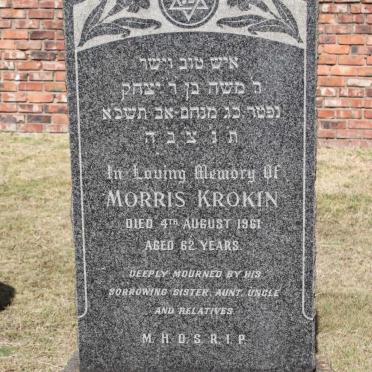 איש טוב וישר
ר משה בן ר יצחק
נפטר כג מנחם-אב תשכא
ת נ צ ב ה
In Loving Memory Of
MORRIS KROKIN
DIED 4TH AUGUST 1961
AGED 62 YEARS.
DEEPLY MOURNED BY HIS
SORROWING SISTER, AUNT, UNCLE
AND RELATIVES.
M.H.D.S.R.I.P.